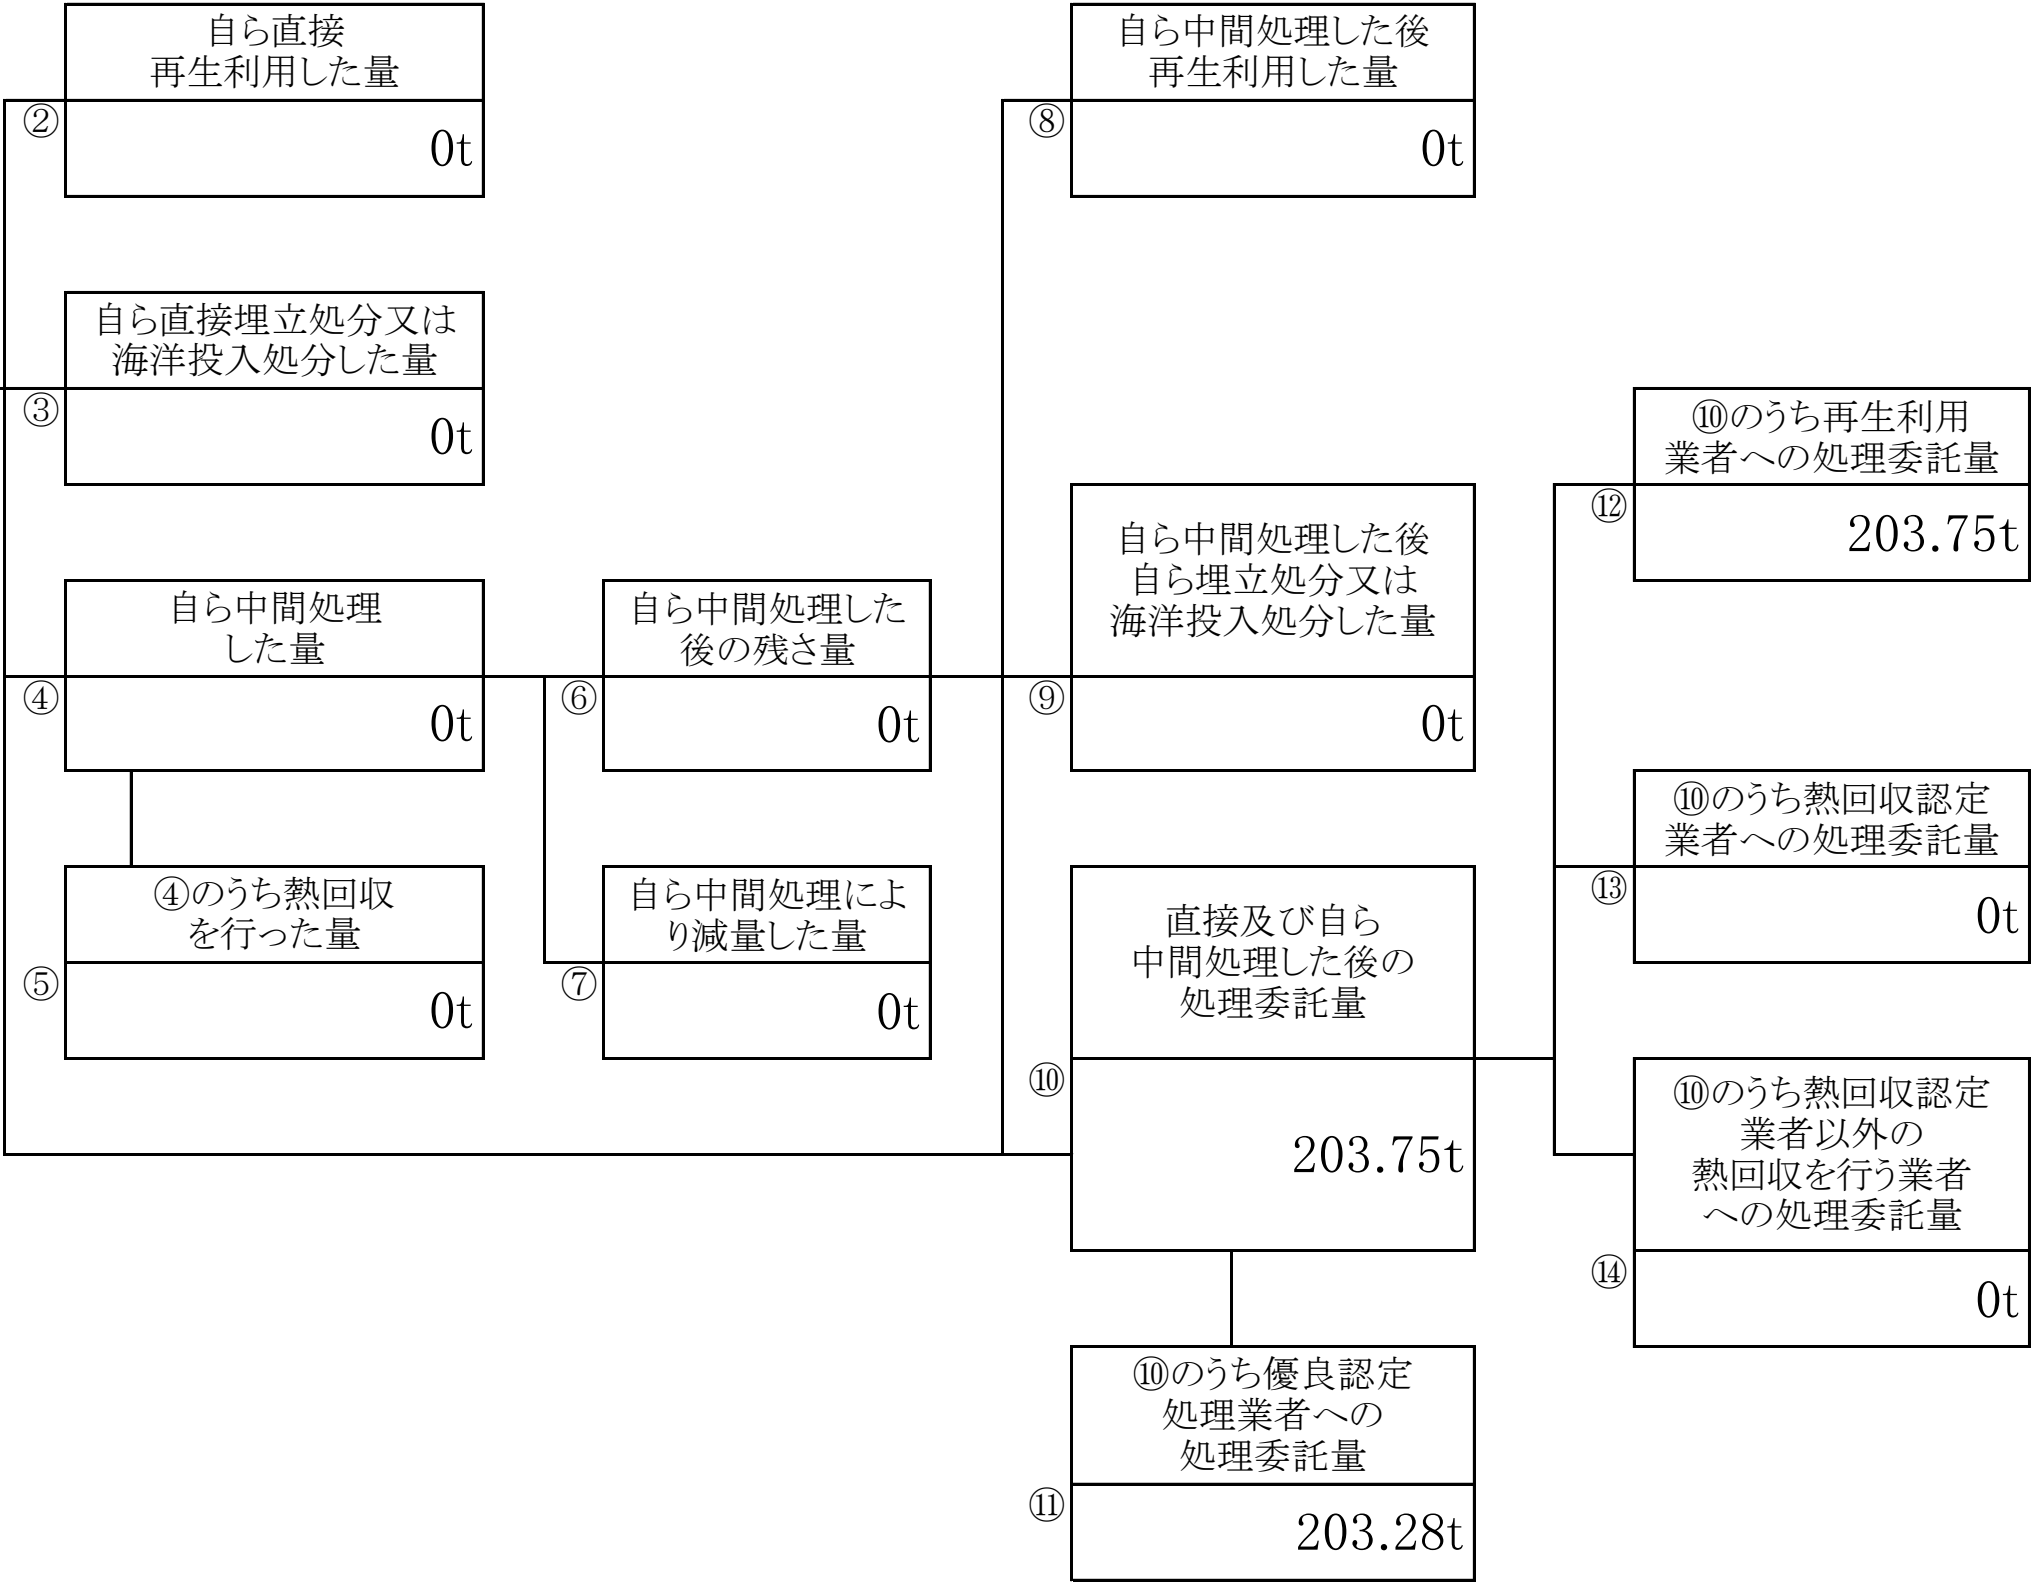 自ら直接
再生利用した量
②
0t
自ら直接埋立処分又は
海洋投入処分した量
③
0t
自ら中間処理
した量
④
0t
④のうち熱回収
を行った量
⑤
0t
自ら中間処理した
後の残さ量
⑥
0t
自ら中間処理によ
り減量した量
⑦
0t
自ら中間処理した後
再生利用した量
⑧
0t
自ら中間処理した後
自ら埋立処分又は
海洋投入処分した量
⑨
0t
直接及び自ら
中間処理した後の
処理委託量
⑩
203.75t
⑩のうち優良認定
処理業者への
処理委託量
⑪
203.28t
⑩のうち再生利用
業者への処理委託量
⑫
203.75t
⑩のうち熱回収認定
業者への処理委託量
⑬
0t
⑩のうち熱回収認定
業者以外の
熱回収を行う業者
への処理委託量
⑭
0t